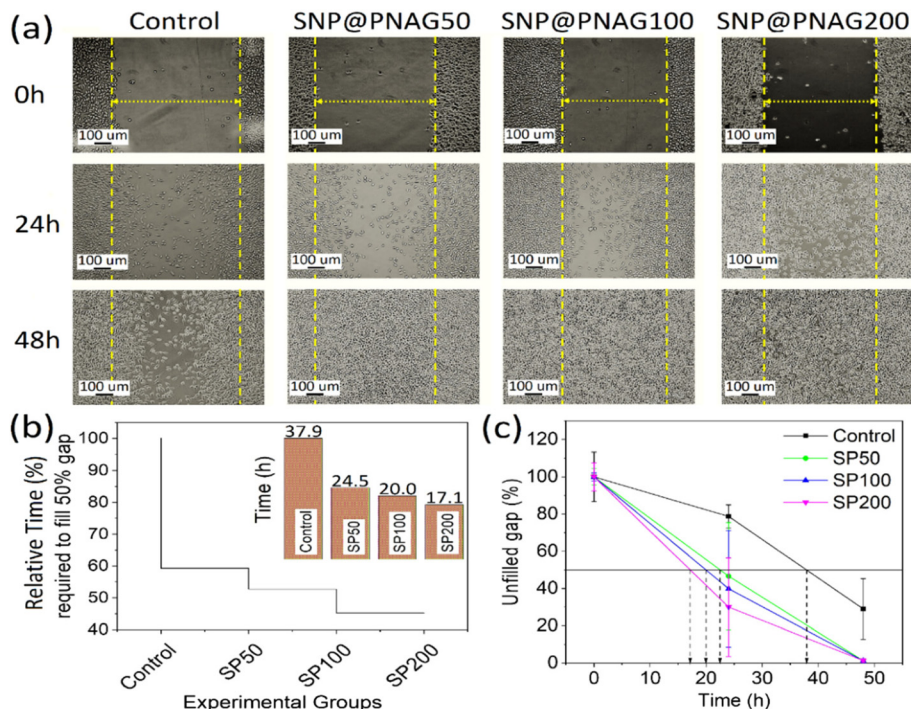 (a)
Control SNP@PNAG50 SNP@PNAG100 SNP@PNAG200
0h
100 um 100 um 100 um 100 um
24h
100 um 100 um 100 um 100 um
48h
100 um 100 um 100 um 100 um
(b)
Relative Time (%)
required to fill 50% gap
100
90
80
70
60
50
40
Time (h)
37.9
24.5
20.0
17.1
Control
SP50
SP100
SP200
Control SP50 SP100 SP200
Experimental Groups
(c)
Unfilled gap (%)
120
100
80
60
40
20
0
Control
SP50
SP100
SP200
0 10 20 30 40 50
Time (h)